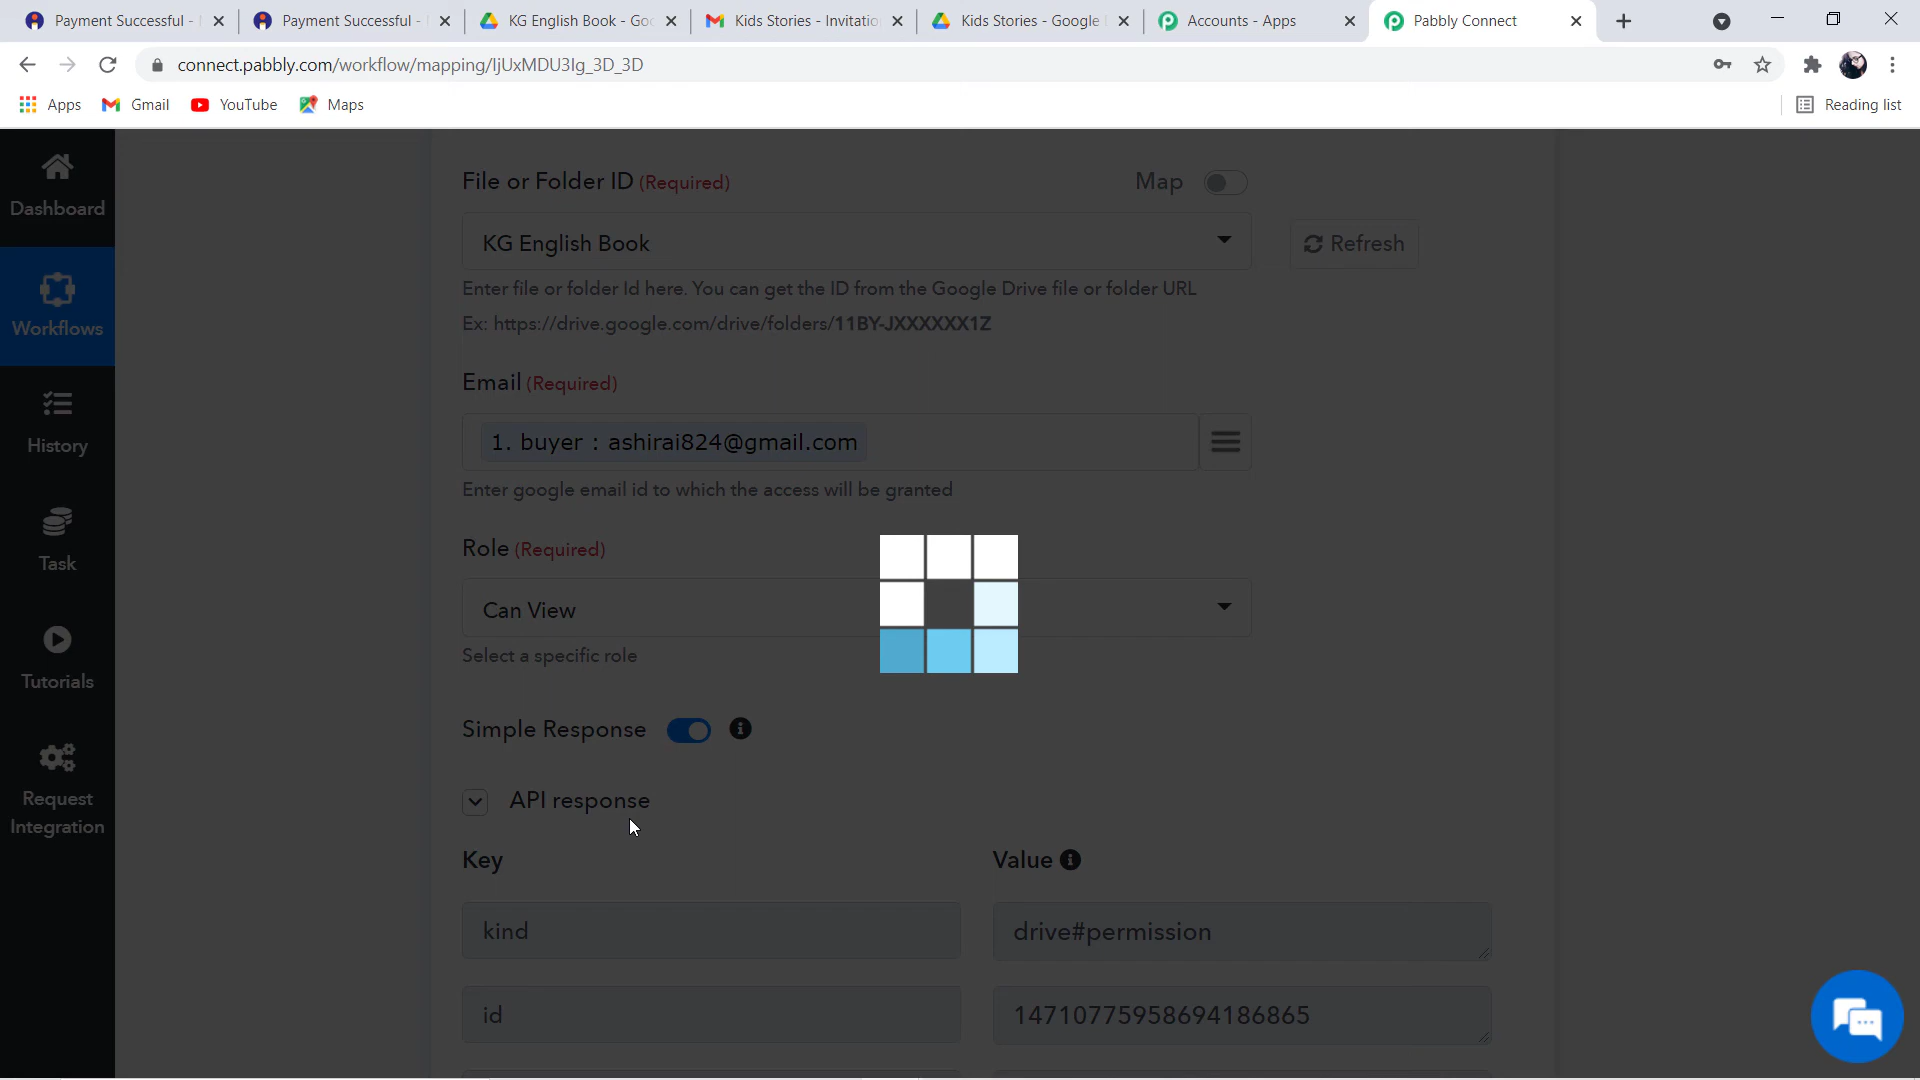 Payment Successful -
Payment Successful -
KG English Book - Goo
Kids Stories - Invitatio
Kids Stories - Google
Accounts - Apps
Pabbly Connect
connect.pabbly.com/workflow/mapping/IjUxMDU3Ig_3D_3D
Apps
Gmail
YouTube
Maps
Reading list
Dashboard
Workflows
History
Task
Tutorials
Request
Integration
File or Folder ID (Required)
Map
KG English Book
Refresh
Enter file or folder Id here. You can get the ID from the Google Drive file or folder URL
Ex: https://drive.google.com/drive/folders/11BY-JXXXXXX1Z
Email (Required)
1. buyer : ashirai824@gmail.com
Enter google email id to which the access will be granted
Role (Required)
Can View
Select a specific role
Simple Response
API response
Key
Value
kind
drive#permission
id
14710775958694186865